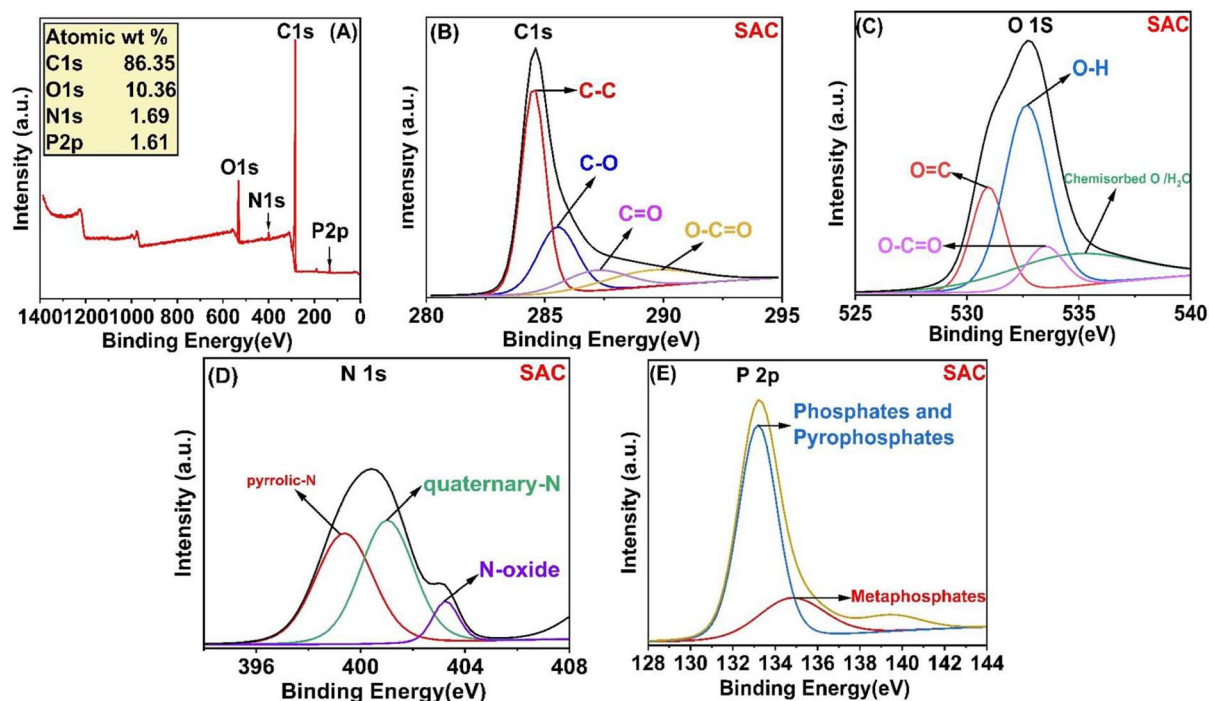 (A)
Atomic wt %
C1s 86.35
O1s 10.36
N1s 1.69
P2p 1.61
C1s
O1s
N1s
P2p
Intensity (a.u.)
1400 1200 1000 800 600 400 200 0
Binding Energy(eV)
(B)
C1s
SAC
C-C
C-O
C=O
O-C=O
Intensity (a.u.)
280 285 290 295
Binding Energy(eV)
(C)
O 1S
SAC
O-H
O=C
Chemisorbed O /H₂O
O-C=O
Intensity (a.u.)
525 530 535 540
Binding Energy(eV)
(D)
N 1s
SAC
pyrrolic-N
quaternary-N
N-oxide
Intensity (a.u.)
396 400 404 408
Binding Energy(eV)
(E)
P 2p
SAC
Phosphates and
Pyrophosphates
Metaphosphates
Intensity (a.u.)
128 130 132 134 136 138 140 142 144
Binding Energy(eV)